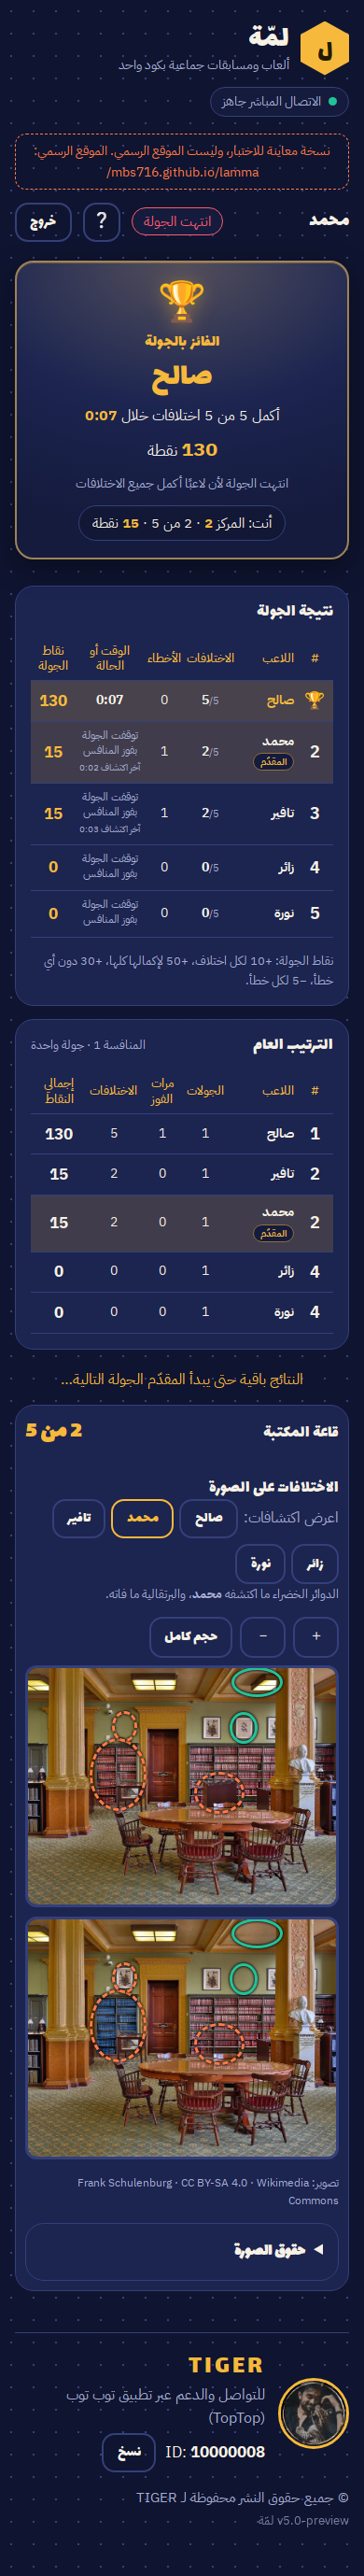 ل
لمّة
ألعاب ومسابقات جماعية بكود واحد
الاتصال المباشر جاهز
نسخة معاينة للاختبار، وليست الموقع الرسمي. الموقع الرسمي:
mbs716.github.io/lamma/
محمد
انتهت الجولة
?
خروج
الفائز بالجولة
صالح
أكمل 5 من 5 اختلافات خلال 0:07
130 نقطة
انتهت الجولة لأن لاعبًا أكمل جميع الاختلافات
أنت: المركز 2 · 2 من 5 · 15 نقطة
نتيجة الجولة
# اللاعب الاختلافات الأخطاء الوقت أو الحالة نقاط الجولة
صالح 5/5 0 0:07 130
2 محمد المقدّم 2/5 1 توقفت الجولة بفوز المنافس آخر اكتشاف 0:02 15
3 تافير 2/5 1 توقفت الجولة بفوز المنافس آخر اكتشاف 0:03 15
4 زائر 0/5 0 توقفت الجولة بفوز المنافس 0
5 نورة 0/5 0 توقفت الجولة بفوز المنافس 0
نقاط الجولة: +10 لكل اختلاف، +50 لإكمالها كلها، +30 دون أي
خطأ، −5 لكل خطأ.
الترتيب العام
المنافسة 1 · جولة واحدة
# اللاعب الجولات مرات الفوز الاختلافات إجمالي النقاط
1 صالح 1 1 5 130
2 تافير 1 0 2 15
2 محمد المقدّم 1 0 2 15
4 زائر 1 0 0 0
4 نورة 1 0 0 0
النتائج باقية حتى يبدأ المقدّم الجولة التالية...
قاعة المكتبة
2 من 5
الاختلافات على الصورة
اعرض اكتشافات: صالح محمد تافير
زائر نورة
الدوائر الخضراء ما اكتشفه محمد، والبرتقالية ما فاته.
+ − حجم كامل
تصوير: Frank Schulenburg · CC BY-SA 4.0 · Wikimedia
Commons
◀ حقوق الصورة
TIGER
للتواصل والدعم عبر تطبيق توب توب
(TopTop)
ID: 10000008
نسخ
© جميع حقوق النشر محفوظة لـ TIGER
لمّة v5.0-preview